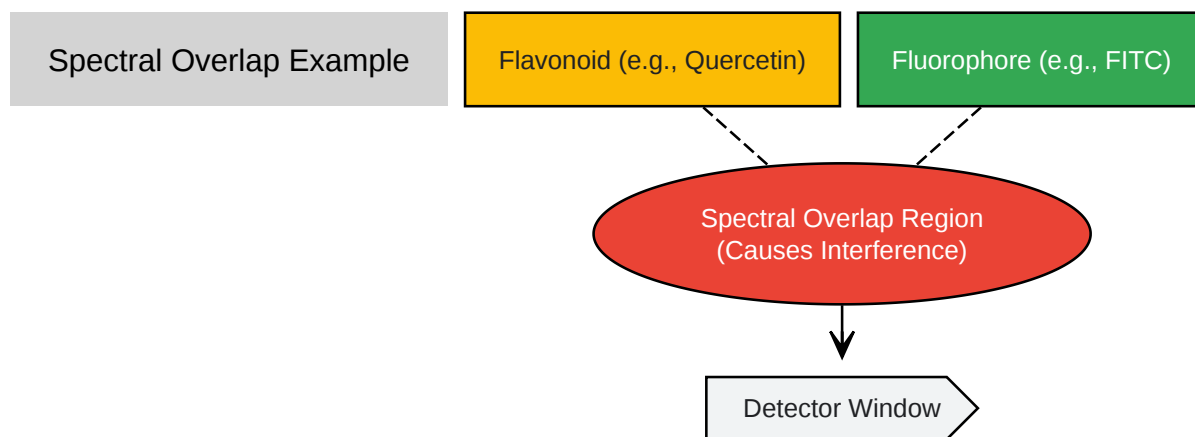 Spectral Overlap Example
Flavonoid (e.g., Quercetin)
Fluorophore (e.g., FITC)
Spectral Overlap Region
(Causes Interference)
Detector Window